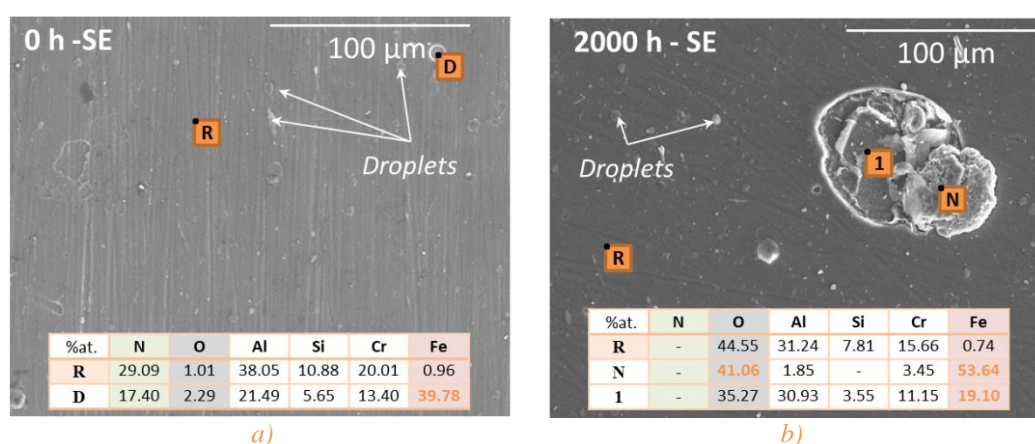 0 h -SE
100 µm
D
R
Droplets
%at. N O Al Si Cr Fe
R 29.09 1.01 38.05 10.88 20.01 0.96
D 17.40 2.29 21.49 5.65 13.40 39.78
a)
2000 h - SE
100 µm
Droplets
1
N
R
%at. N O Al Si Cr Fe
R - 44.55 31.24 7.81 15.66 0.74
N - 41.06 1.85 - 3.45 53.64
1 - 35.27 30.93 3.55 11.15 19.10
b)